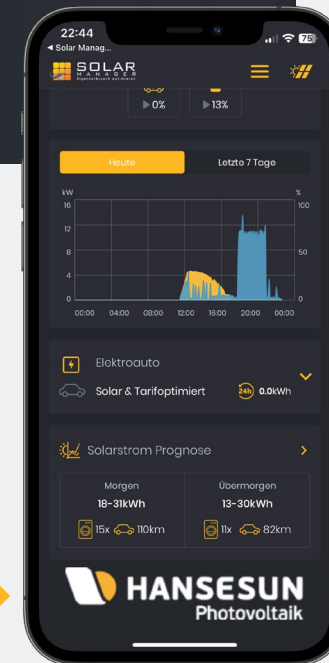 22:44
75
◀ Solar Manag...
SOLAR
MANAGER
Eigenverbrauch optimieren
0%
13%
Heute
Letzte 7 Tage
kW
%
16
100
12
8
50
4
0
0
00:00
04:00
08:00
12:00
16:00
20:00
00:00
Elektroauto
Solar & Tarifoptimiert
24h
0.0kWh
Solarstrom Prognose
Morgen
Übermorgen
18-31kWh
13-30kWh
15x
110km
11x
82km
HANSESUN
Photovoltaik